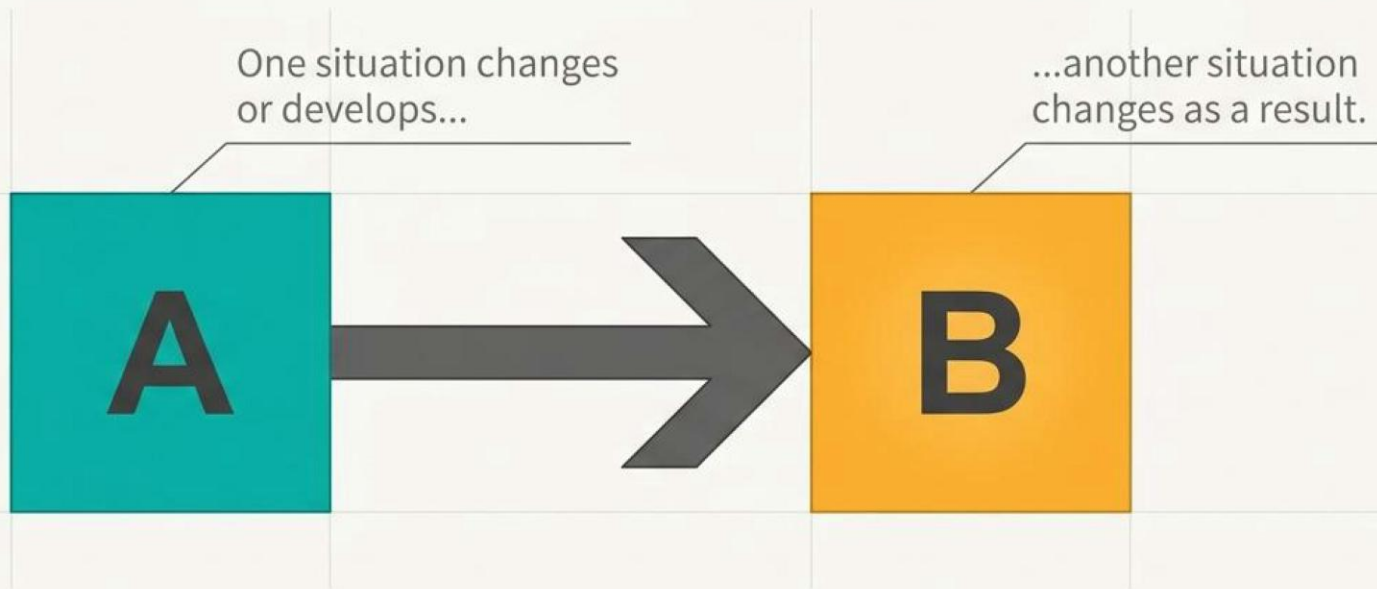 One situation changes
or develops...
...another situation
changes as a result.
A
B